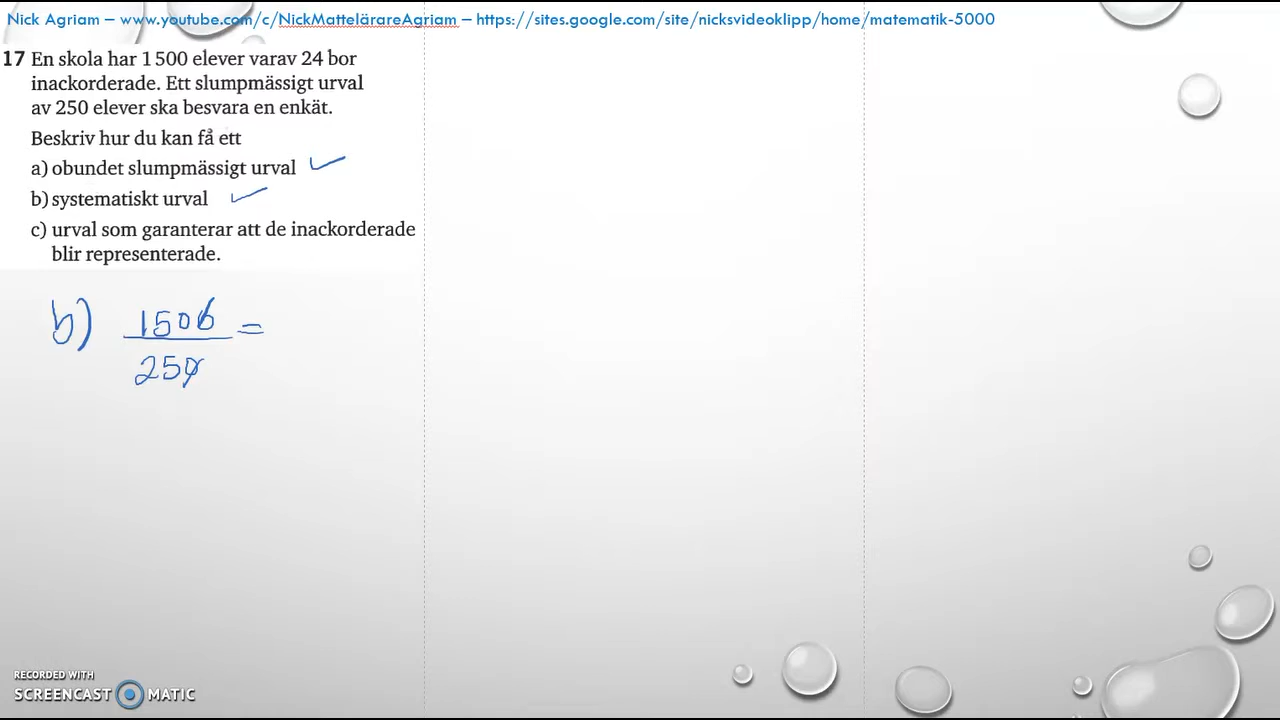 Nick Agriam – www.youtube.com/c/NickMattelärareAgriam – https://sites.google.com/site/nicksvideoklipp/home/matematik-5000
17 En skola har 1 500 elever varav 24 bor
inackorderade. Ett slumpmässigt urval
av 250 elever ska besvara en enkät.
Beskriv hur du kan få ett
a) obundet slumpmässigt urval
b) systematiskt urval
c) urval som garanterar att de inackorderade
blir representerade.
b) 1500 =
250
RECORDED WITH
SCREENCAST MATIC